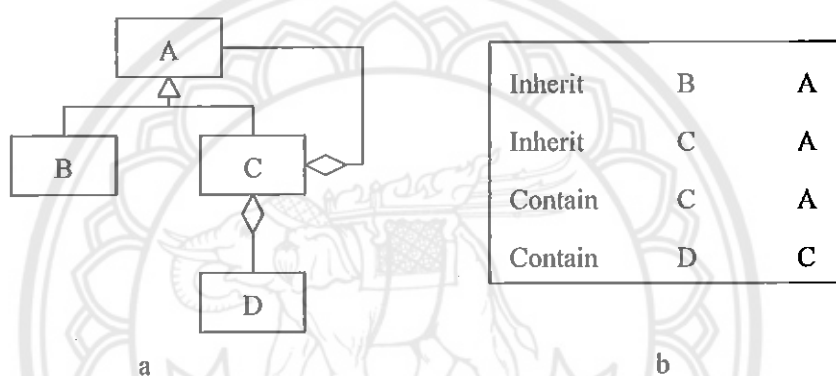 A
B
C
D
a
Inherit B A
Inherit C A
Contain C A
Contain D C
b